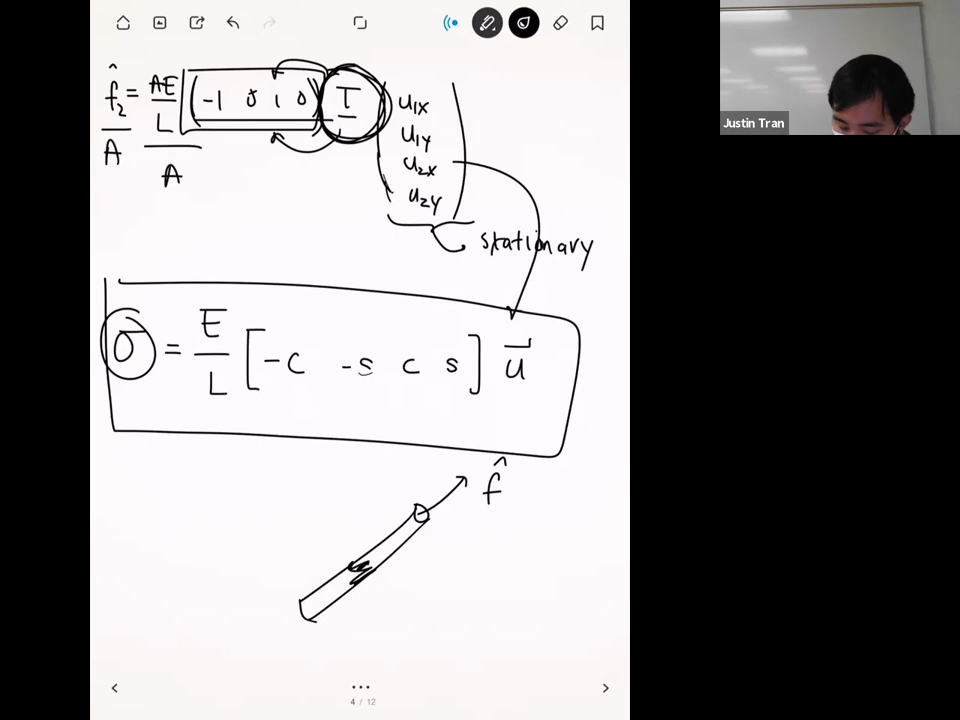 f̂₂ = AE (-1 0 1 0) T u₁ₓ
A L u₁y
A u₂ₓ
u₂y
stationary
σ = E/L [-c -s c s] u⃗
f̂
Justin Tran
4 / 12